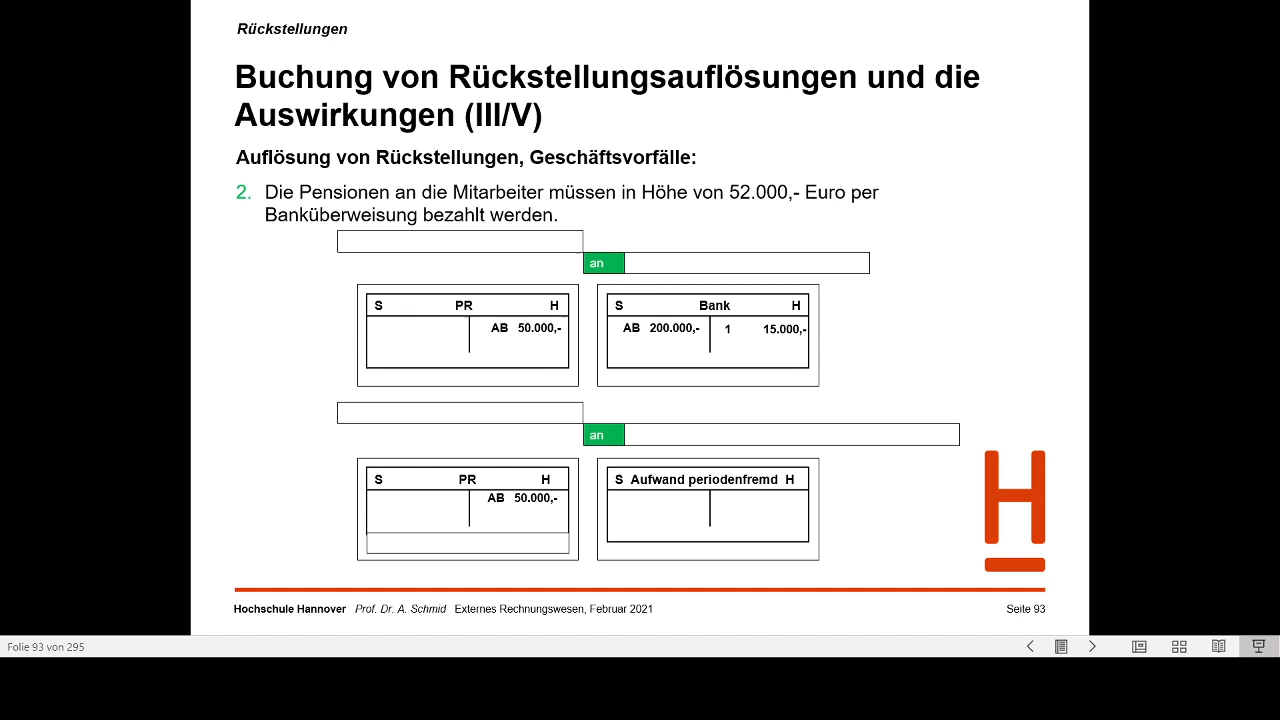 Rückstellungen
Buchung von Rückstellungsauflösungen und die
Auswirkungen (III/V)
Auflösung von Rückstellungen, Geschäftsvorfälle:
2. Die Pensionen an die Mitarbeiter müssen in Höhe von 52.000,- Euro per
Banküberweisung bezahlt werden.
an
S PR H
AB 50.000,-
S Bank H
AB 200.000,- 1 15.000,-
an
S PR H
AB 50.000,-
S Aufwand periodenfremd H
H
Hochschule Hannover Prof. Dr. A. Schmid Externes Rechnungswesen, Februar 2021 Seite 93
Folie 93 von 295